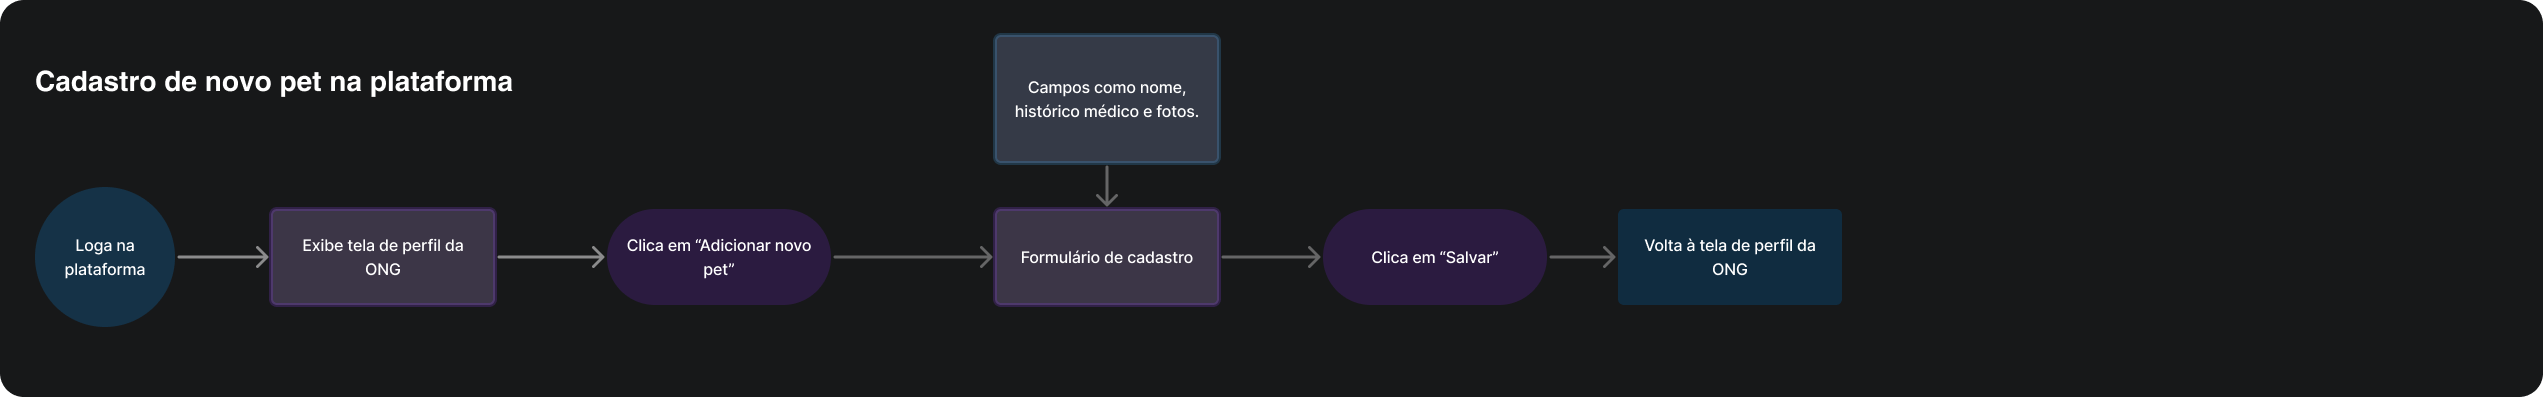 Cadastro de novo pet na plataforma
Campos como nome,
histórico médico e fotos.
Loga na
plataforma
Exibe tela de perfil da
ONG
Clica em “Adicionar novo
pet”
Formulário de cadastro
Clica em “Salvar”
Volta à tela de perfil da
ONG